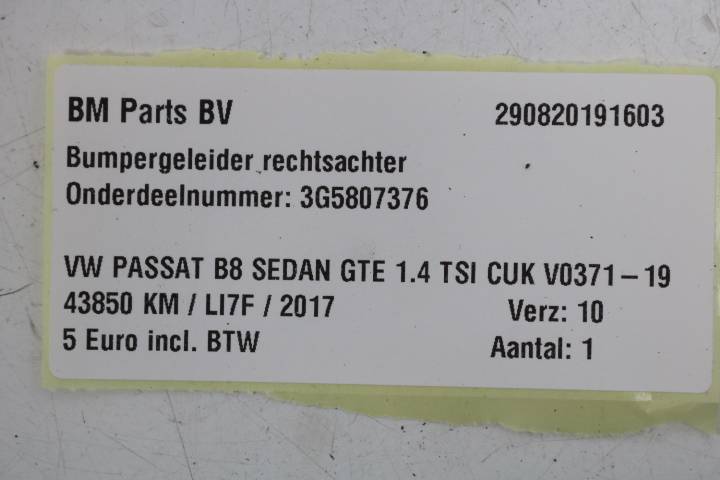 BM Parts BV 290820191603
Bumpergeleider rechtsachter
Onderdeelnummer: 3G5807376
VW PASSAT B8 SEDAN GTE 1.4 TSI CUK V0371-19
43850 KM / LI7F / 2017 Verz: 10
5 Euro incl. BTW Aantal: 1